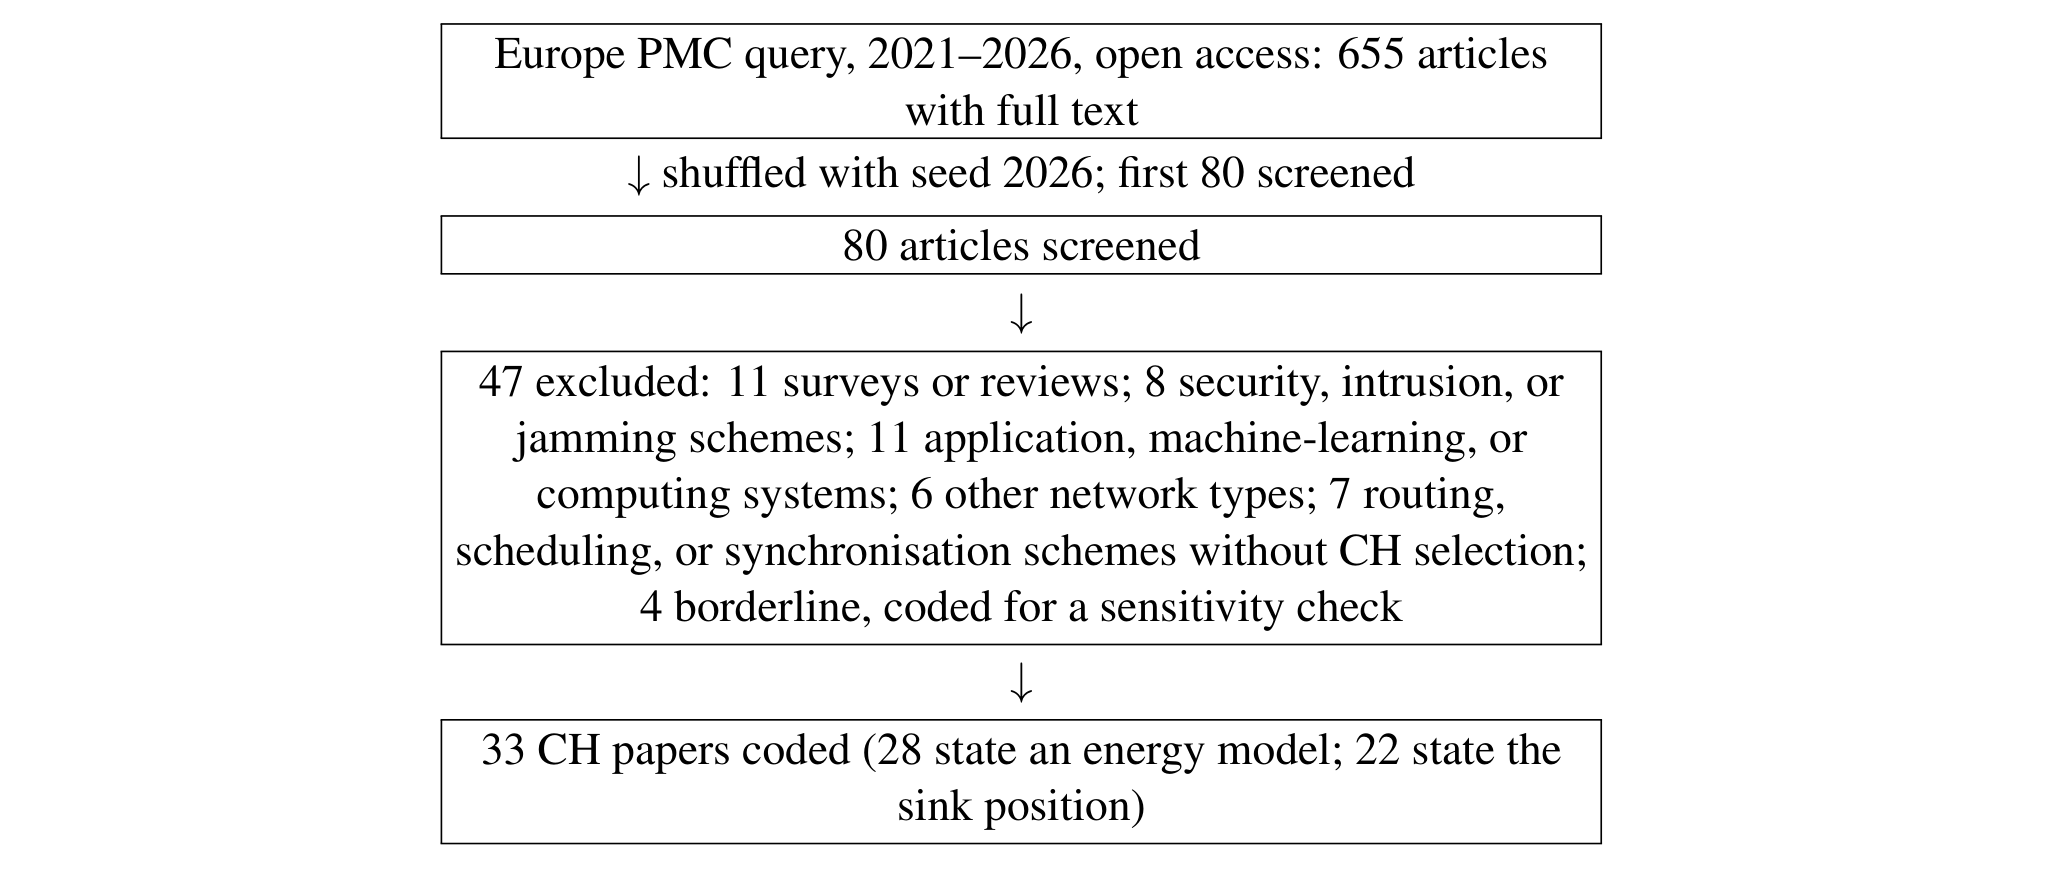 Europe PMC query, 2021–2026, open access: 655 articles
with full text
↓ shuffled with seed 2026; first 80 screened
80 articles screened
↓
47 excluded: 11 surveys or reviews; 8 security, intrusion, or
jamming schemes; 11 application, machine-learning, or
computing systems; 6 other network types; 7 routing,
scheduling, or synchronisation schemes without CH selection;
4 borderline, coded for a sensitivity check
↓
33 CH papers coded (28 state an energy model; 22 state the
sink position)